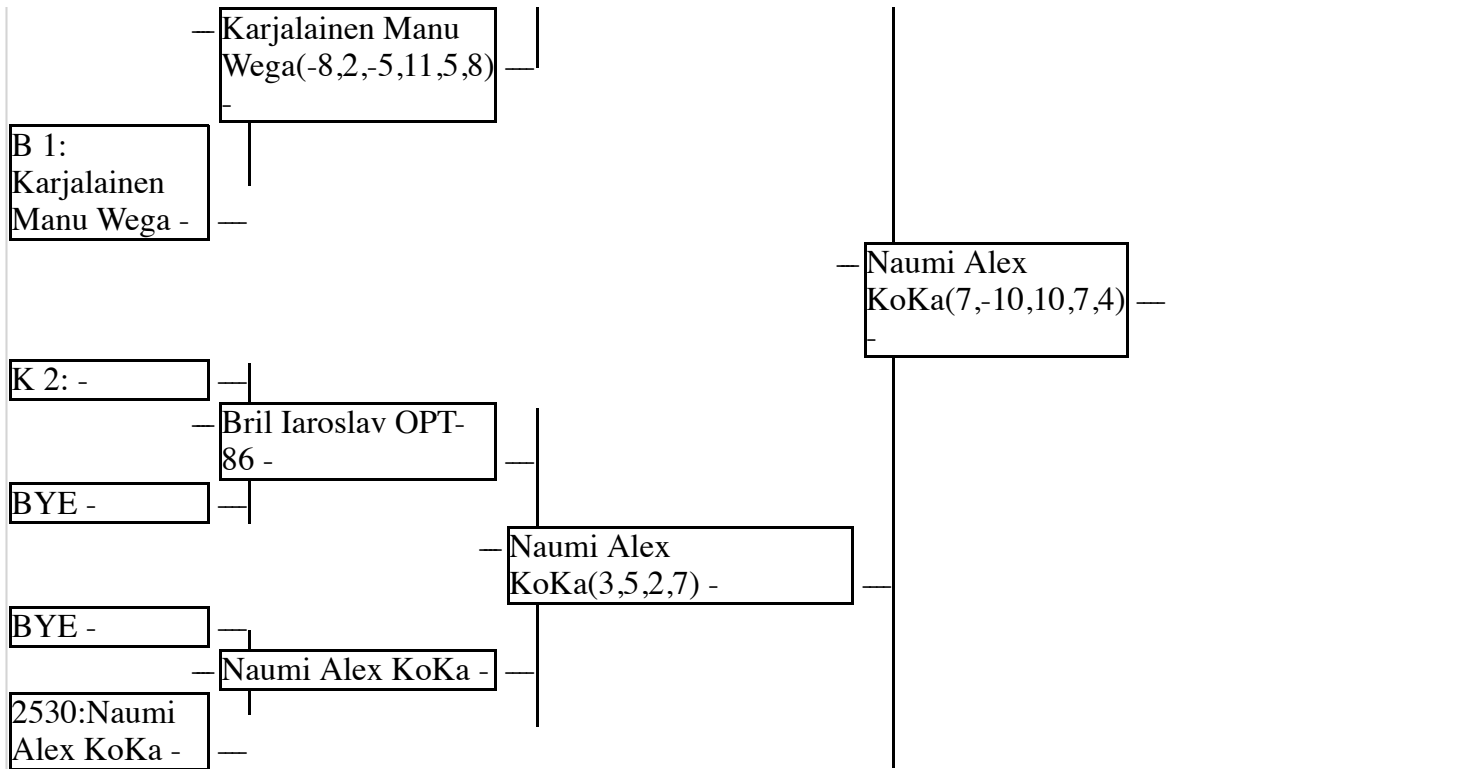 Karjalainen Manu
Wega(-8,2,-5,11,5,8)
-
B 1:
Karjalainen
Manu Wega -
Naumi Alex
KoKa(7,-10,10,7,4)
-
K 2: -
Bril Iaroslav OPT-
86 -
BYE -
Naumi Alex
KoKa(3,5,2,7) -
BYE -
Naumi Alex KoKa -
2530:Naumi
Alex KoKa -